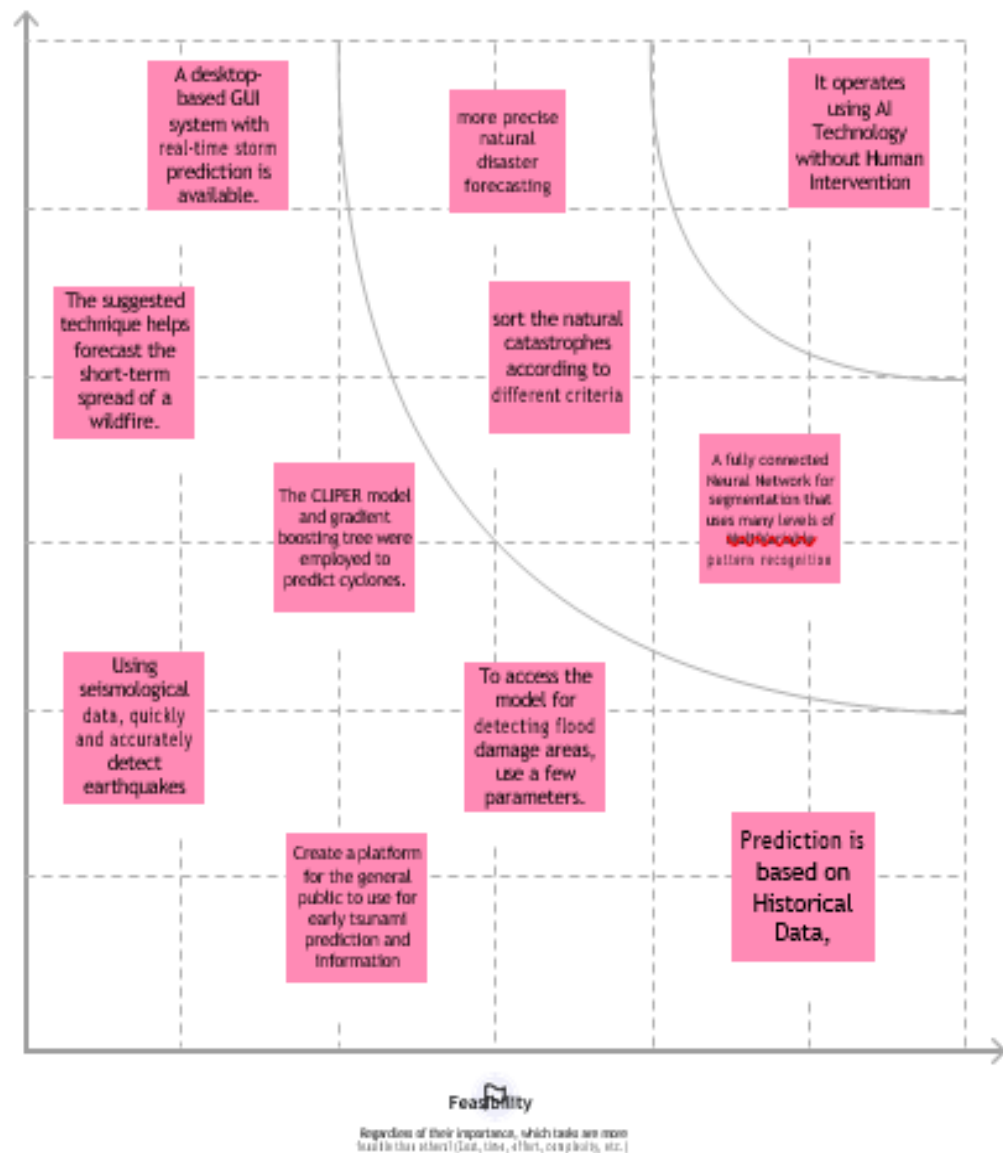 A desktop-
based GUI
system with
real-time storm
prediction is
available.
more precise
natural
disaster
forecasting
It operates
using AI
Technology
without Human
Intervention
The suggested
technique helps
forecast the
short-term
spread of a
wildfire.
sort the natural
catastrophes
according to
different criteria
The CLIPER model
and gradient
boosting tree were
employed to
predict cyclones.
A fully connected
Neural Network for
segmentation that
uses many levels of
pattern recognition
Using
seismological
data, quickly
and accurately
detect
earthquakes
To access the
model for
detecting flood
damage areas,
use a few
parameters.
Create a platform
for the general
public to use for
early tsunami
prediction and
information
Prediction is
based on
Historical
Data,
Feasibility
Regardless of their importance, which tasks are more
feasible than others? (Cost, time, effort, complexity, etc.)